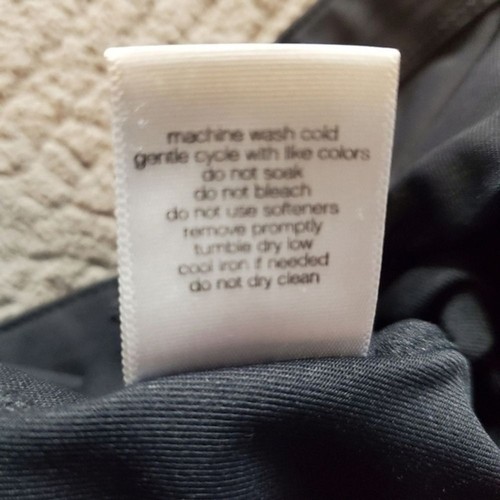 machine wash cold
gentle cycle with like colors
do not soak
do not bleach
do not use softeners
remove promptly
tumble dry low
cool iron if needed
do not dry clean